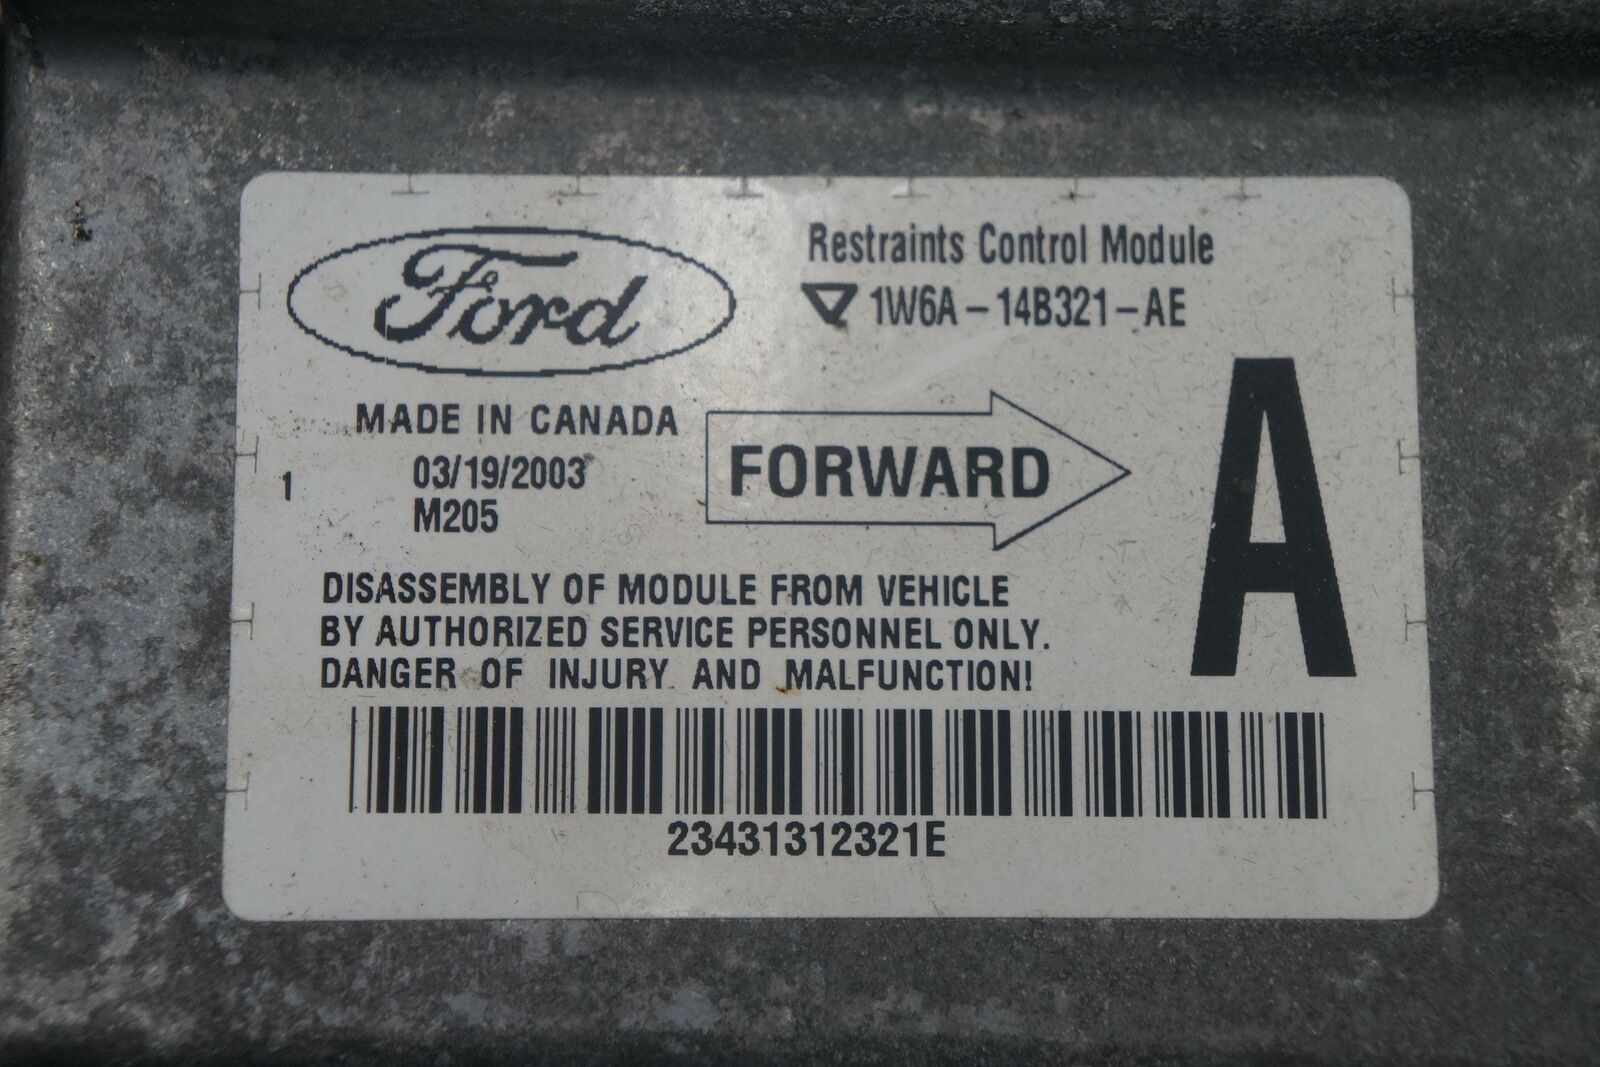 Ford
Restraints Control Module
1W6A-14B321-AE
MADE IN CANADA
03/19/2003
1
M205
FORWARD
A
DISASSEMBLY OF MODULE FROM VEHICLE
BY AUTHORIZED SERVICE PERSONNEL ONLY.
DANGER OF INJURY AND MALFUNCTION!
23431312321E